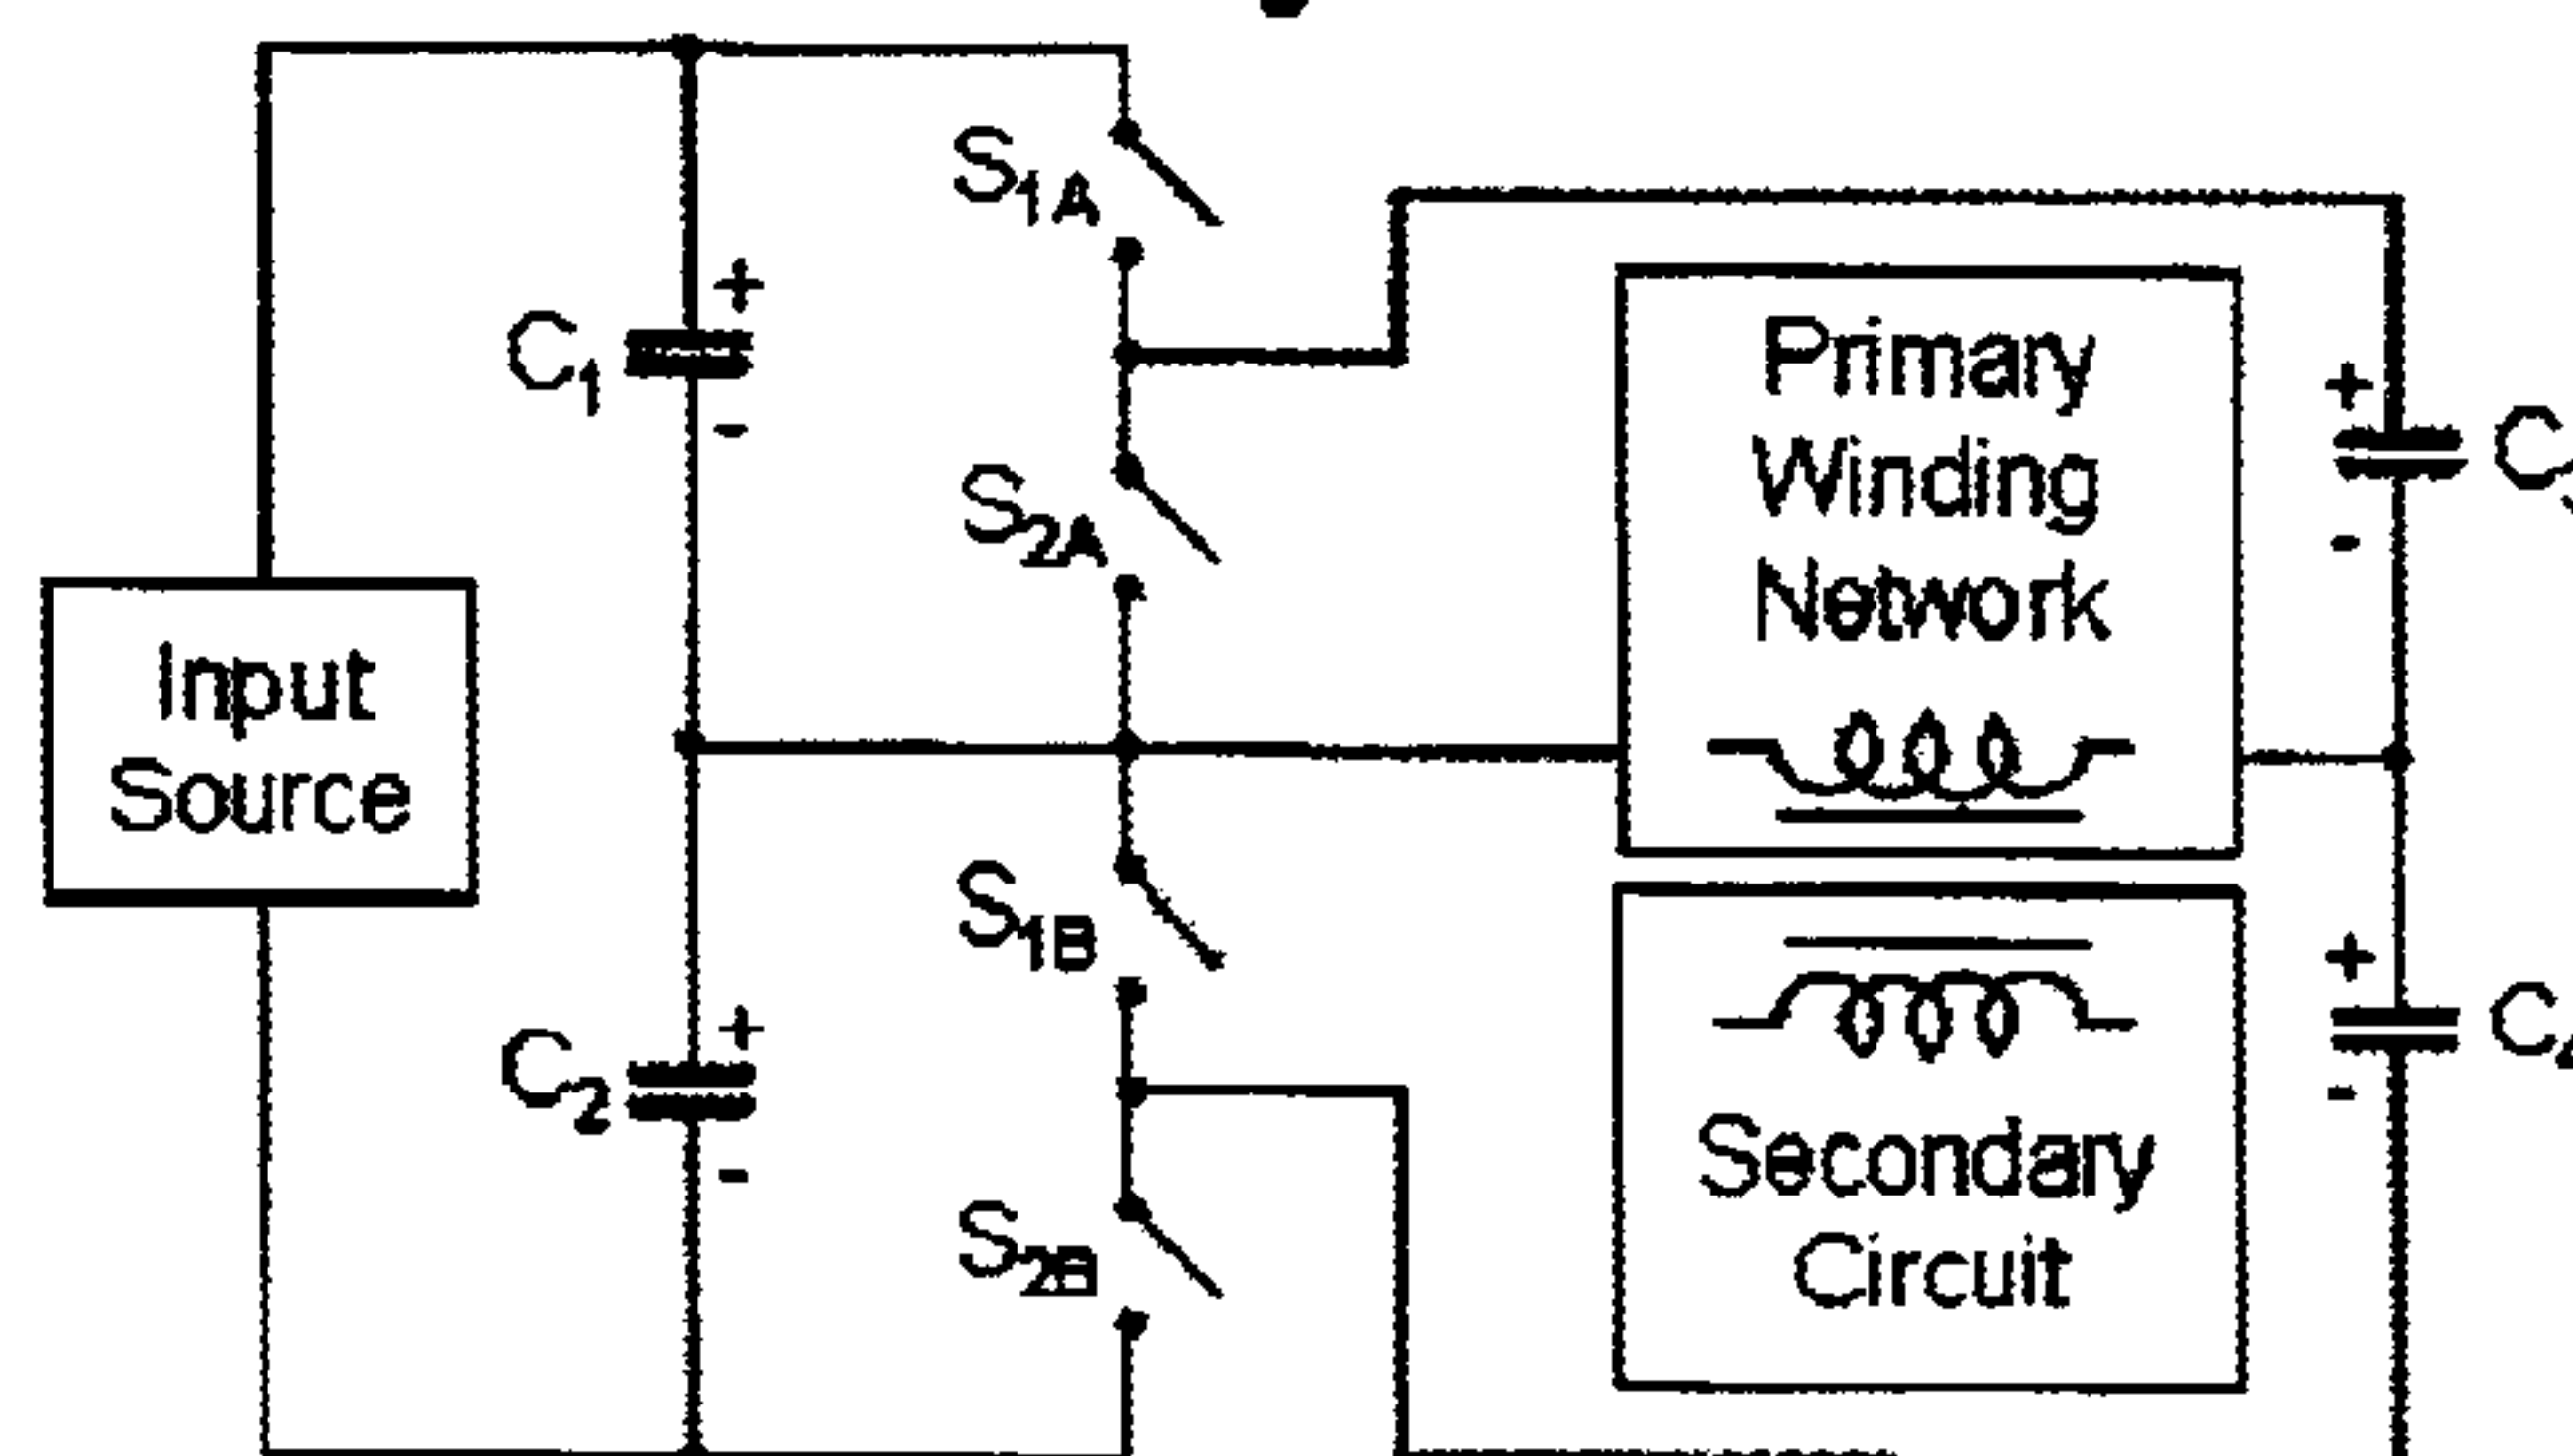 S1A
+
C1
-
Primary
Winding
Network
+
-
S2A
Input
Source
S1B
+
C2
-
+
-
S2B
Secondary
Circuit